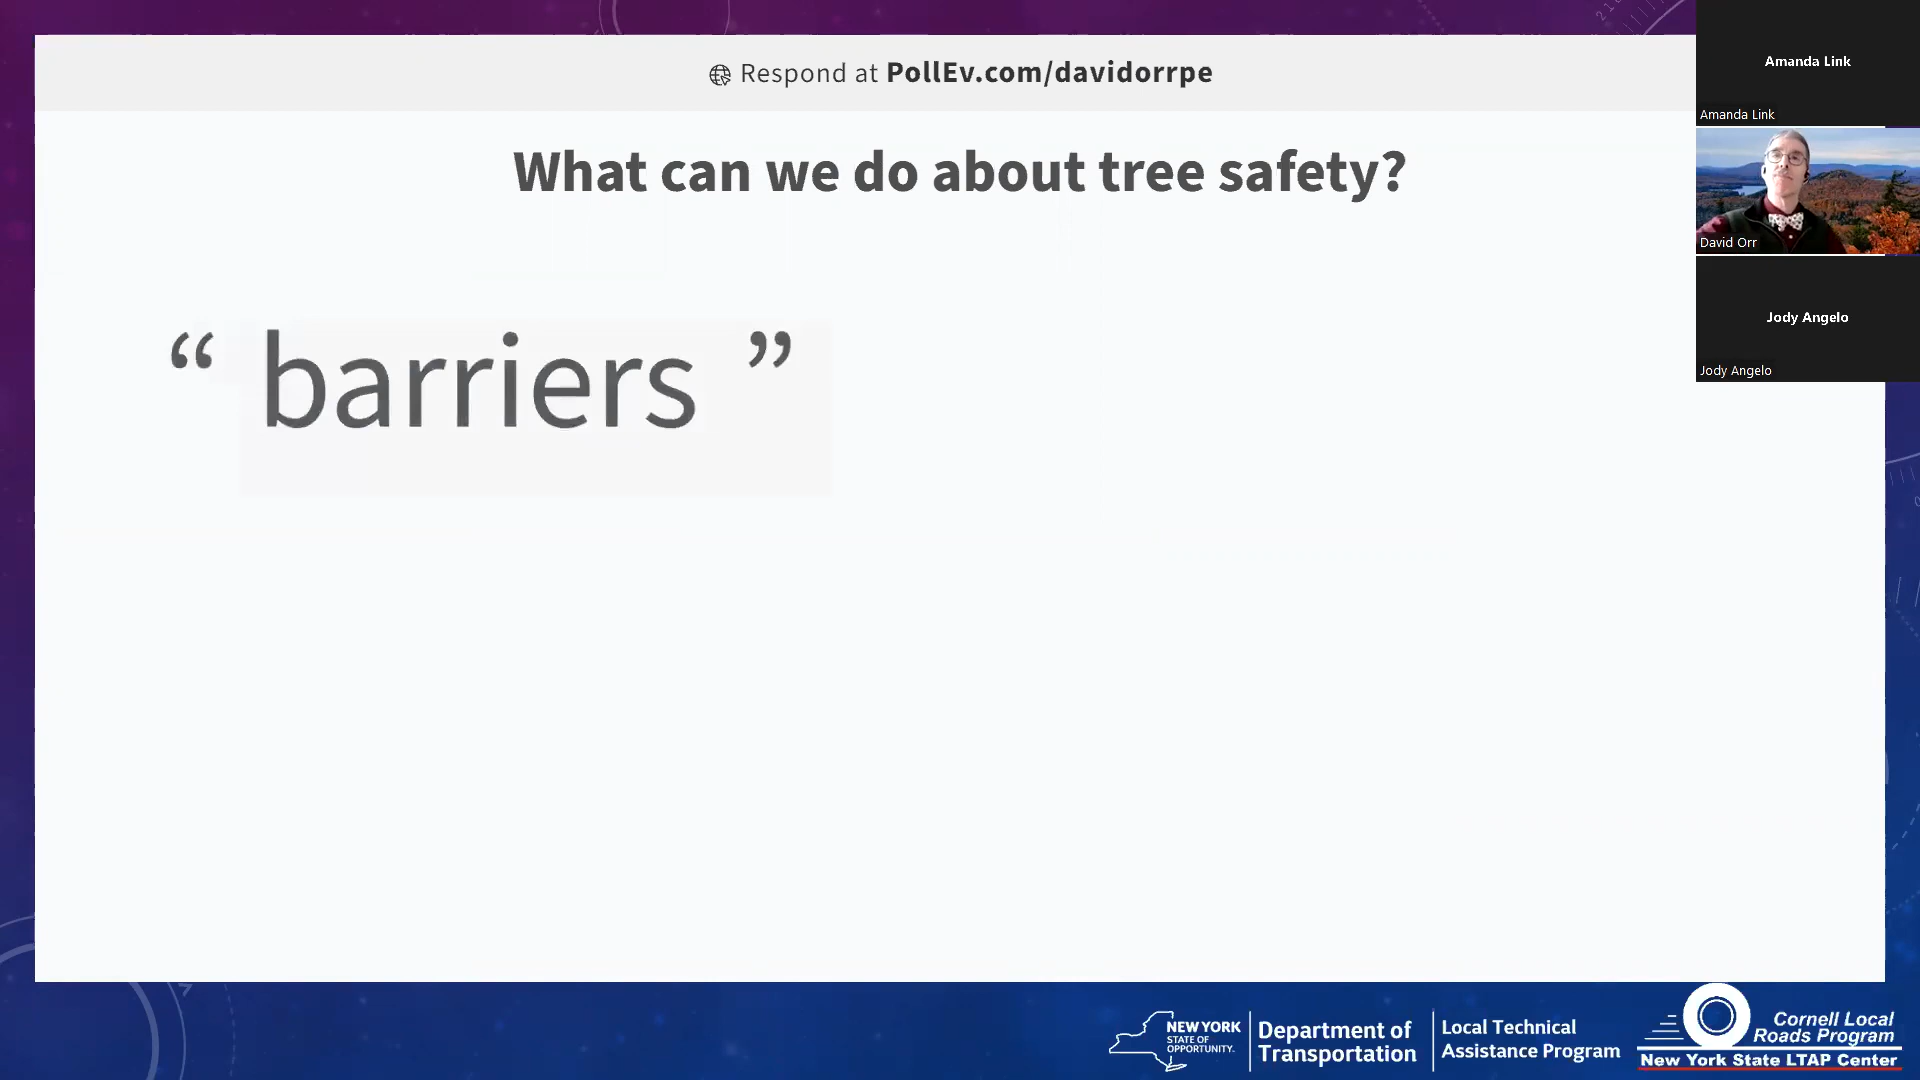 Respond at PollEv.com/davidorrpe
What can we do about tree safety?
“ barriers ”
Amanda Link
Amanda Link
David Orr
Jody Angelo
Jody Angelo
NEW YORK
STATE OF
OPPORTUNITY.
Department of
Transportation
Local Technical
Assistance Program
Cornell Local
Roads Program
New York State LTAP Center